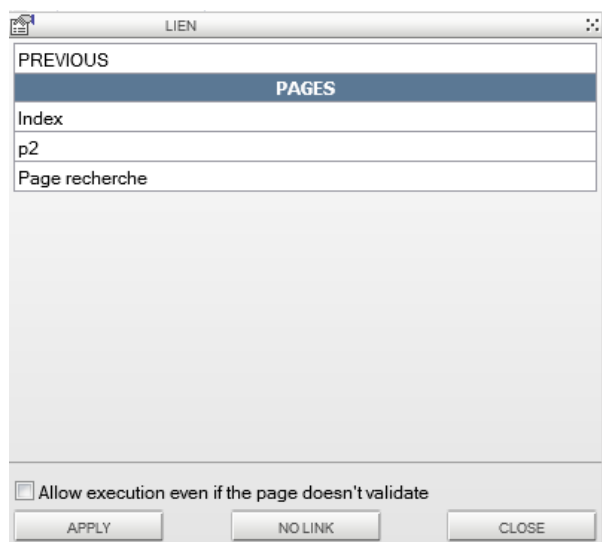 LIEN
PREVIOUS
PAGES
Index
p2
Page recherche
Allow execution even if the page doesn't validate
APPLY NO LINK CLOSE